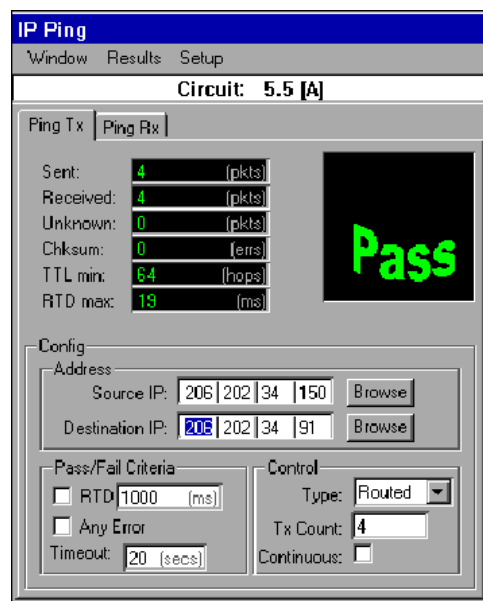 IP Ping
Window Results Setup
Circuit: 5.5 [A]
Ping Tx Ping Rx
Sent: 4 (pkts)
Received: 4 (pkts)
Unknown: 0 (pkts)
Chksum: 0 (errs)
TTL min: 64 (hops)
RTD max: 19 (ms)
Pass
Config
Address
Source IP: 206 202 34 150 Browse
Destination IP: 206 202 34 91 Browse
Pass/Fail Criteria
RTD 1000 (ms)
Any Error
Timeout: 20 (secs)
Control
Type: Routed
Tx Count: 4
Continuous: